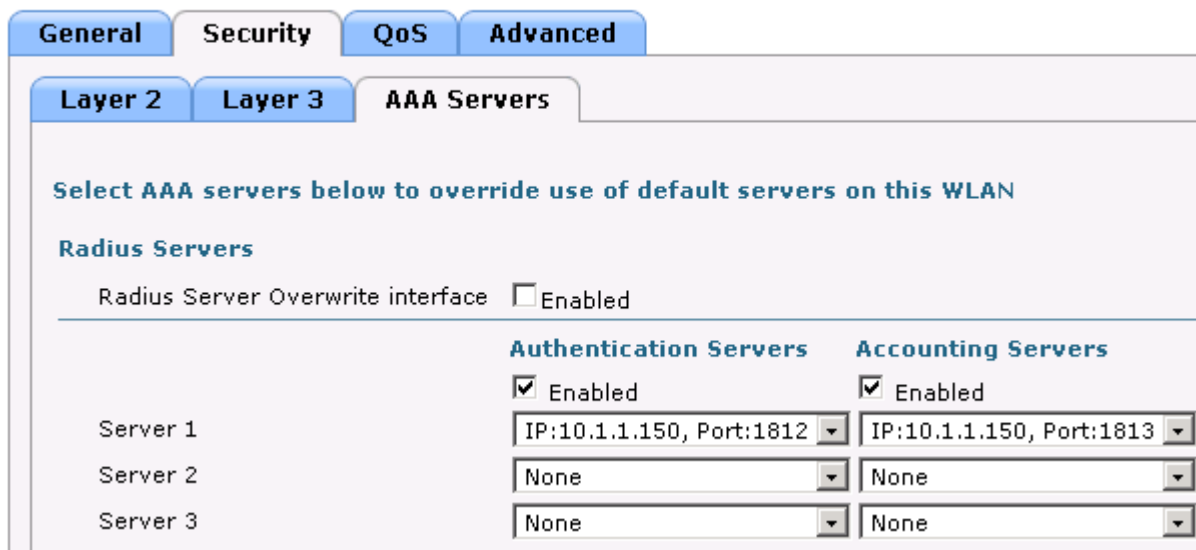 General Security QoS Advanced
Layer 2 Layer 3 AAA Servers
Select AAA servers below to override use of default servers on this WLAN
Radius Servers
Radius Server Overwrite interface Enabled
Authentication Servers Accounting Servers
Enabled Enabled
Server 1 IP:10.1.1.150, Port:1812 IP:10.1.1.150, Port:1813
Server 2 None None
Server 3 None None